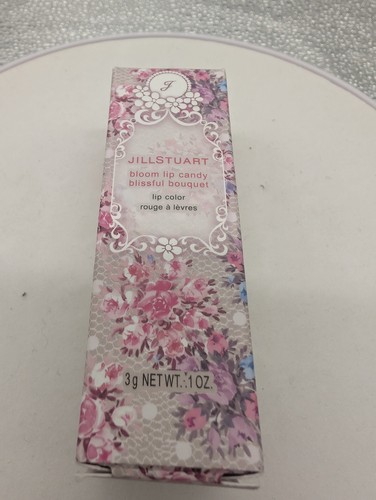 J
JILLSTUART
bloom lip candy
blissful bouquet
lip color
rouge à lèvres
3g NET WT. .1 OZ.